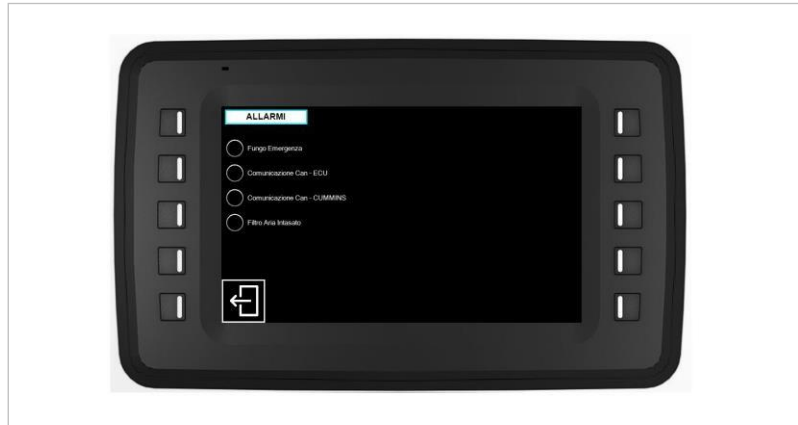 ALLARMI
Fungo Emergenza
Comunicazione Can - ECU
Comunicazione Can - CUMMINS
Filtro Aria Intasato